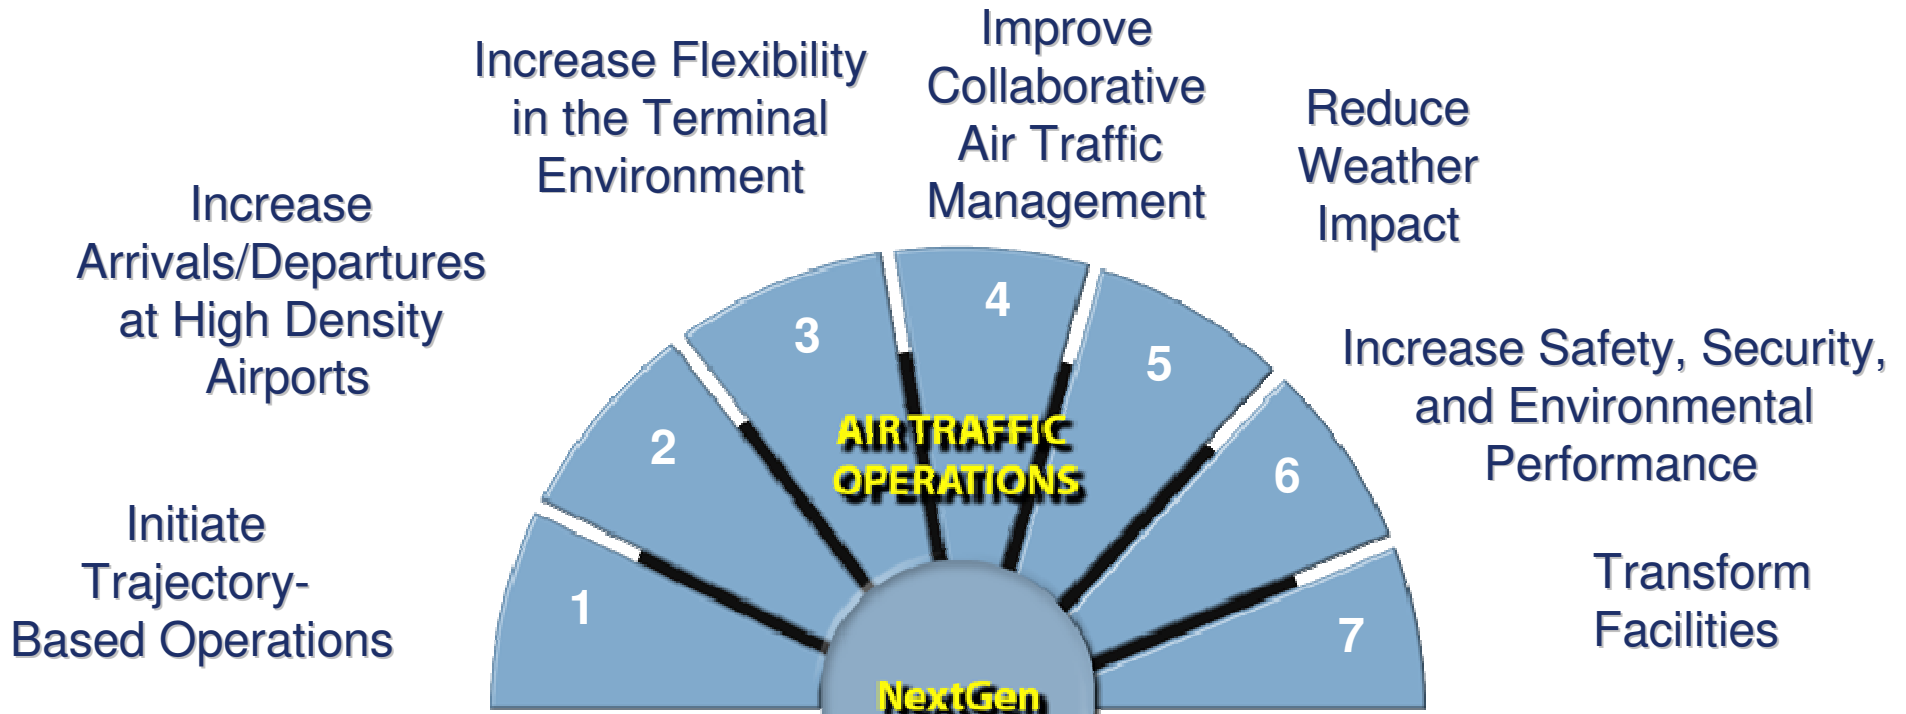 Initiate
Trajectory-
Based Operations
1
Increase
Arrivals/Departures
at High Density
Airports
2
Increase Flexibility
in the Terminal
Environment
3
Improve
Collaborative
Air Traffic
Management
4
Reduce
Weather
Impact
5
Increase Safety, Security,
and Environmental
Performance
6
Transform
Facilities
7
AIR TRAFFIC
OPERATIONS
NextGen